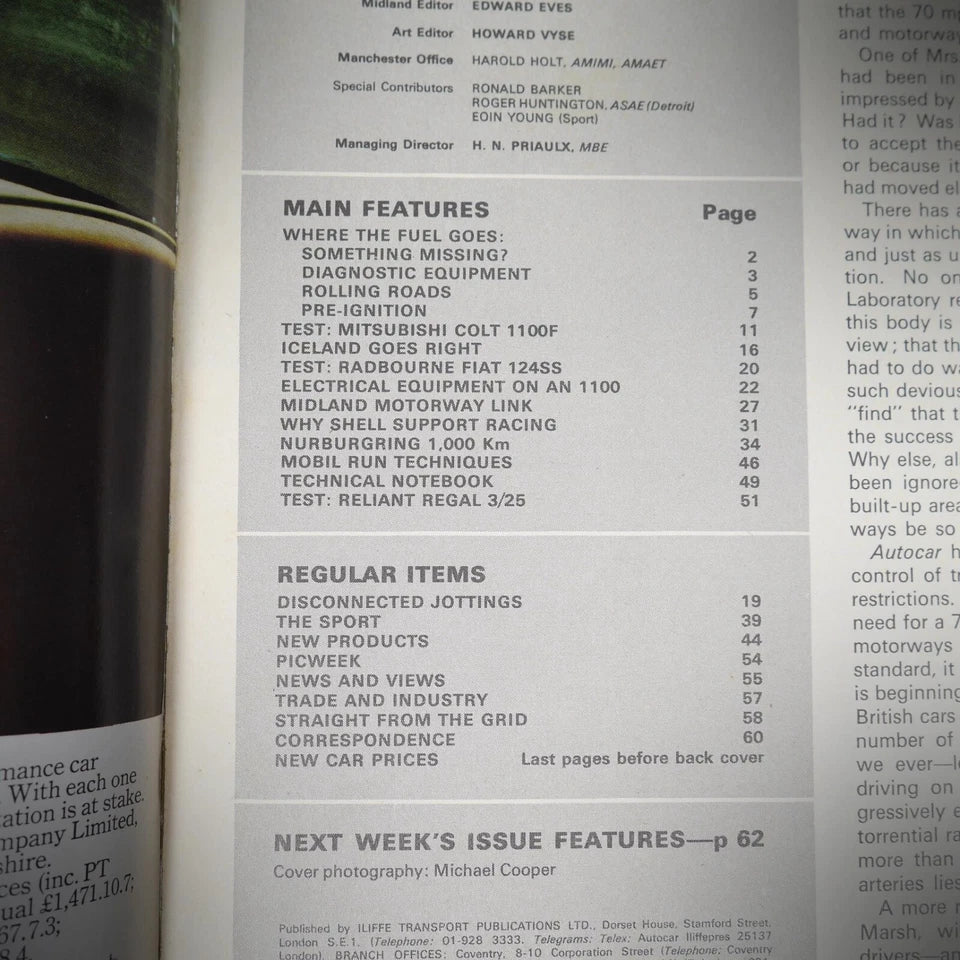 mance car
. With each one
tation is at stake.
mpany Limited,
shire.
ces (inc. PT
ual £1,471.10.7;
67.7.3;
8.4.
Midland Editor EDWARD EVES
Art Editor HOWARD VYSE
Manchester Office HAROLD HOLT, AMIMI, AMAET
Special Contributors RONALD BARKER
ROGER HUNTINGTON, ASAE (Detroit)
EOIN YOUNG (Sport)
Managing Director H. N. PRIAULX, MBE
MAIN FEATURES Page
WHERE THE FUEL GOES:
SOMETHING MISSING? 2
DIAGNOSTIC EQUIPMENT 3
ROLLING ROADS 5
PRE-IGNITION 7
TEST: MITSUBISHI COLT 1100F 11
ICELAND GOES RIGHT 16
TEST: RADBOURNE FIAT 124SS 20
ELECTRICAL EQUIPMENT ON AN 1100 22
MIDLAND MOTORWAY LINK 27
WHY SHELL SUPPORT RACING 31
NURBURGRING 1,000 Km 34
MOBIL RUN TECHNIQUES 46
TECHNICAL NOTEBOOK 49
TEST: RELIANT REGAL 3/25 51
REGULAR ITEMS
DISCONNECTED JOTTINGS 19
THE SPORT 39
NEW PRODUCTS 44
PICWEEK 54
NEWS AND VIEWS 55
TRADE AND INDUSTRY 57
STRAIGHT FROM THE GRID 58
CORRESPONDENCE 60
NEW CAR PRICES Last pages before back cover
NEXT WEEK'S ISSUE FEATURES—p 62
Cover photography: Michael Cooper
Published by ILIFFE TRANSPORT PUBLICATIONS LTD., Dorset House, Stamford Street,
London S.E.1. (Telephone: 01-928 3333. Telegrams: Telex: Autocar Iliffepres 25137
London). BRANCH OFFICES: Coventry, 8-10 Corporation Street (Telephone: Coventry
that the 70 m
and motorway
One of Mrs
had been in
impressed by
Had it? Was
to accept the
or because it
had moved el
There has a
way in which
and just as u
tion. No on
Laboratory re
this body is
view; that th
had to do wa
such devious
"find" that t
the success
Why else, al
been ignore
built-up area
ways be so
Autocar h
control of tr
restrictions.
need for a 7
motorways
standard, it
is beginning
British cars
number of
we ever—l
driving on
gressively e
torrential ra
more than
arteries lies
A more r
Marsh, wi
drivers—an